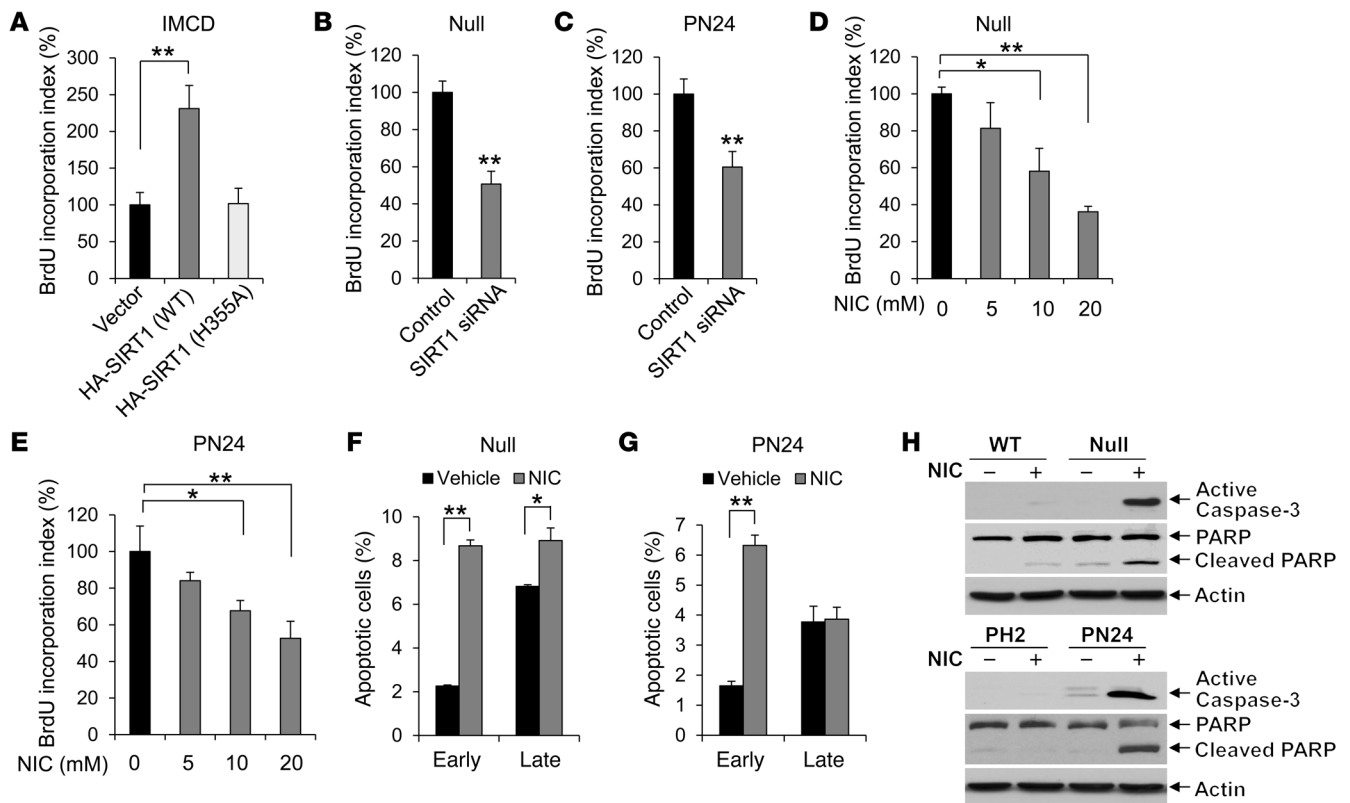 A
IMCD
BrdU incorporation index (%)
300
250
200
150
100
50
0
**
Vector
HA-SIRT1 (WT)
HA-SIRT1 (H355A)
B
Null
BrdU incorporation index (%)
120
100
80
60
40
20
0
**
Control
SIRT1 siRNA
C
PN24
BrdU incorporation index (%)
120
100
80
60
40
20
0
**
Control
SIRT1 siRNA
D
Null
BrdU incorporation index (%)
120
100
80
60
40
20
0
**
*
NIC (mM) 0 5 10 20
E
PN24
BrdU incorporation index (%)
120
100
80
60
40
20
0
**
*
NIC (mM) 0 5 10 20
F
Null
Vehicle NIC
Apoptotic cells (%)
10
8
6
4
2
0
** *
Early Late
G
PN24
Vehicle NIC
Apoptotic cells (%)
7
6
5
4
3
2
1
0
**
Early Late
H
WT Null
NIC − + − +
Active
Caspase-3
PARP
Cleaved PARP
Actin
PH2 PN24
NIC − + − +
Active
Caspase-3
PARP
Cleaved PARP
Actin